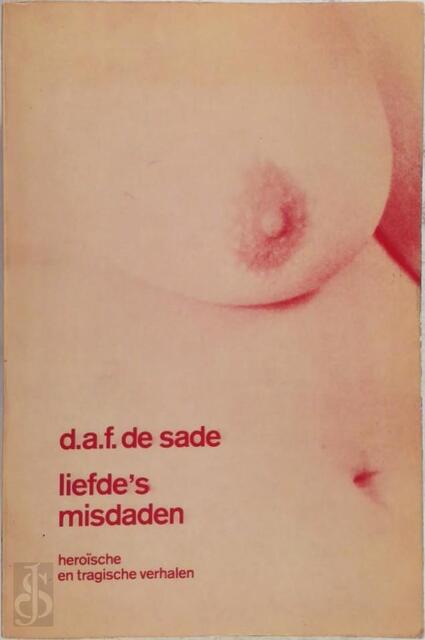 d.a.f. de sade
liefde's
misdaden
heroïsche
en tragische verhalen